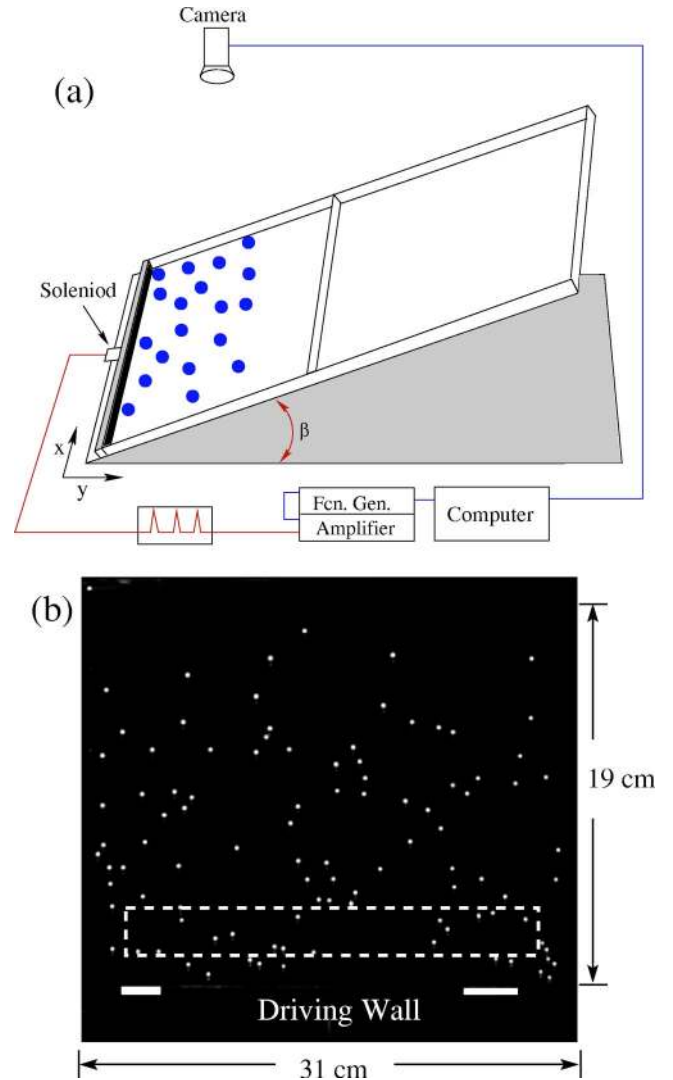 Camera
(a)
Soleniod
β
x
y
Fcn. Gen.
Amplifier
Computer
(b)
19 cm
Driving Wall
31 cm